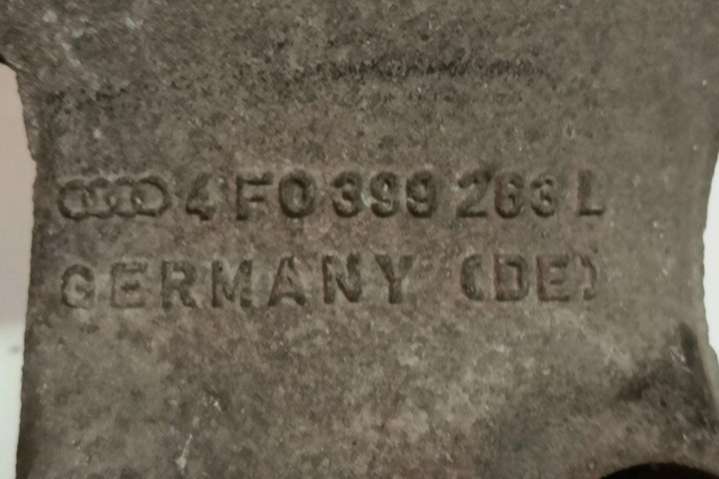 4F0 399 263 L
GERMANY (DE)